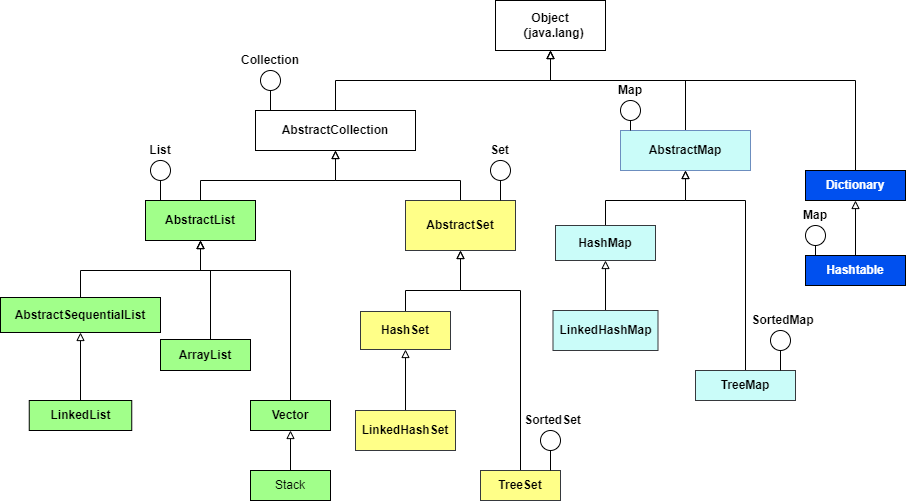 Object
(java.lang)
Collection
Map
AbstractCollection
AbstractMap
List
Set
Dictionary
AbstractList
AbstractSet
Map
HashMap
Hashtable
AbstractSequentialList
HashSet
LinkedHashMap
SortedMap
ArrayList
TreeMap
LinkedList
Vector
LinkedHashSet
SortedSet
Stack
TreeSet